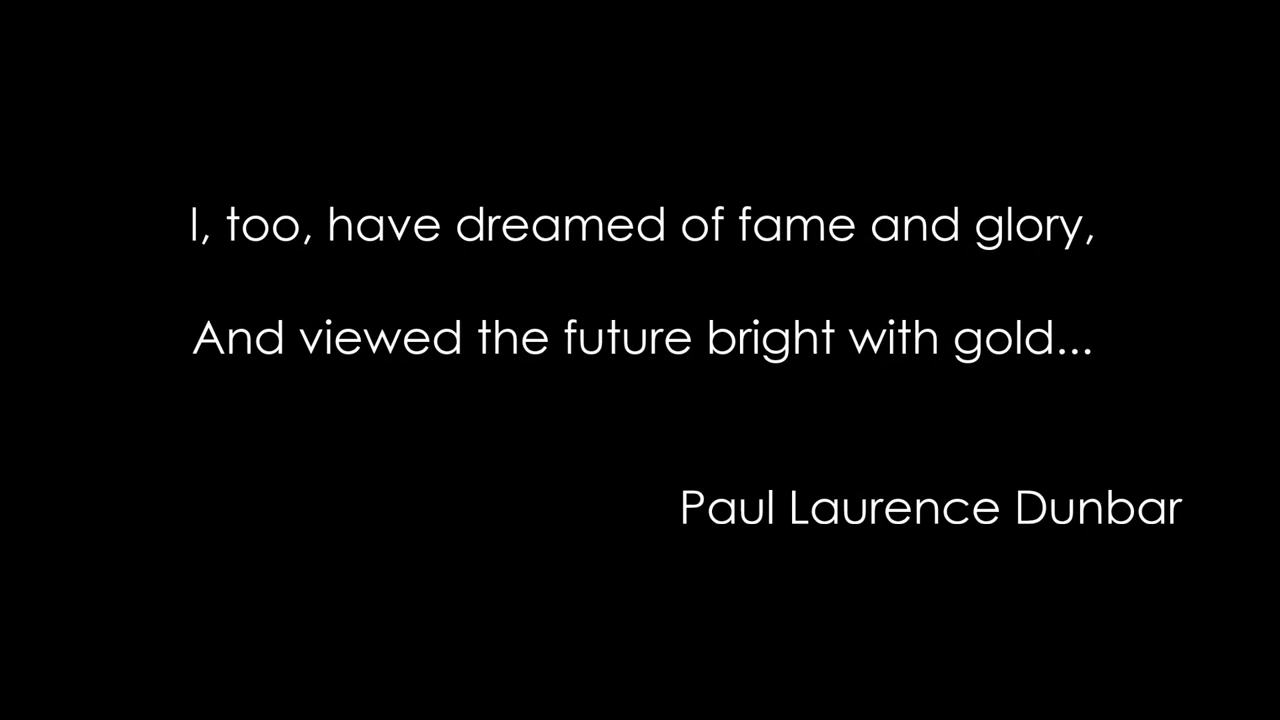 I, too, have dreamed of fame and glory,
And viewed the future bright with gold...
Paul Laurence Dunbar